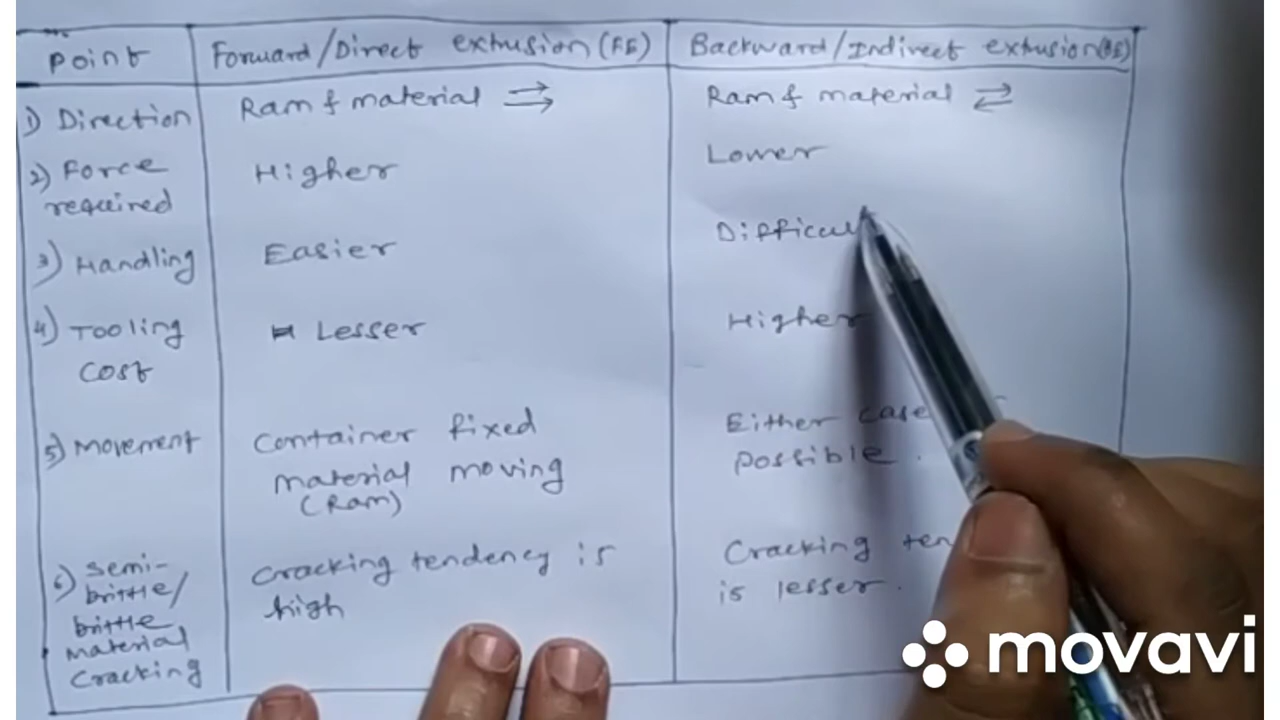 Point
Forward/Direct extrusion (FE)
Backward/Indirect extrusion(BE)
1) Direction
Ram & material ⇉
Ram & material ⇄
2) Force
required
Higher
Lower
3) Handling
Easier
4) Tooling
cost
Lesser
Higher
5) Movement
Container fixed
material moving
(Ram)
Either case
possible.
6) Semi-
brittle/
brittle
material
cracking
Cracking tendency is
high
Cracking
is lesser.
movavi